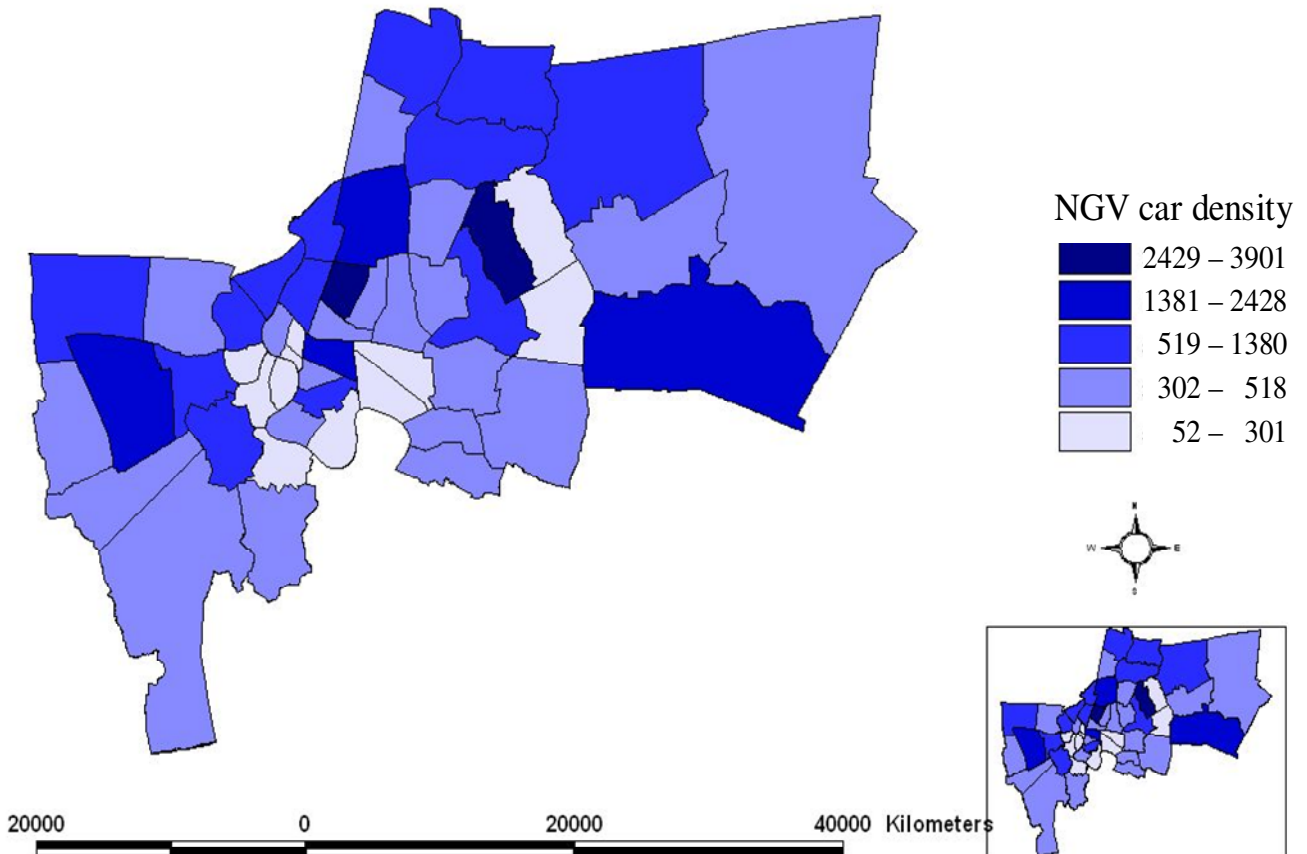 NGV car density
2429 – 3901
1381 – 2428
519 – 1380
302 – 518
52 – 301
N
W E
S
20000 0 20000 40000 Kilometers